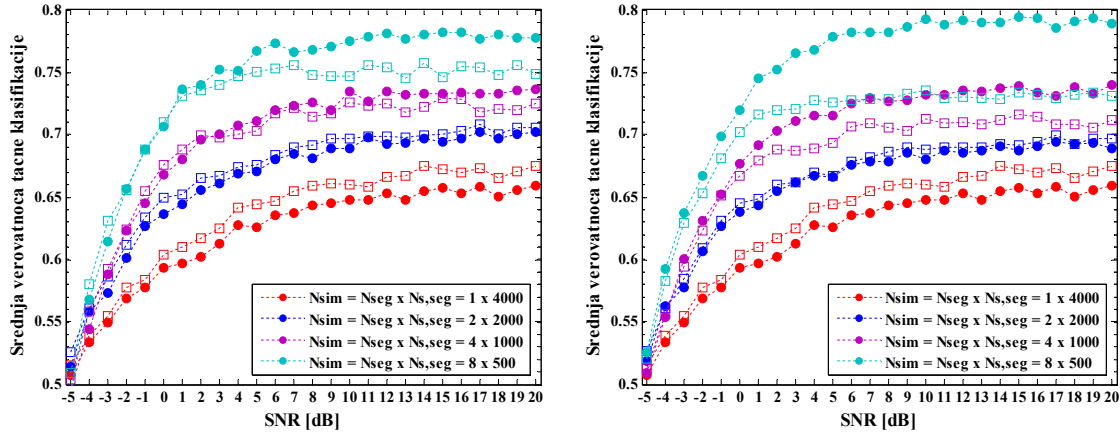 Srednja verovatnoca tacne klasifikacije
0.8
0.75
0.7
0.65
0.6
0.55
0.5
-5 -4 -3 -2 -1 0 1 2 3 4 5 6 7 8 9 10 11 12 13 14 15 16 17 18 19 20
SNR [dB]
Nsim = Nseg x Ns,seg = 1 x 4000
Nsim = Nseg x Ns,seg = 2 x 2000
Nsim = Nseg x Ns,seg = 4 x 1000
Nsim = Nseg x Ns,seg = 8 x 500
Srednja verovatnoca tacne klasifikacije
0.8
0.75
0.7
0.65
0.6
0.55
0.5
-5 -4 -3 -2 -1 0 1 2 3 4 5 6 7 8 9 10 11 12 13 14 15 16 17 18 19 20
SNR [dB]
Nsim = Nseg x Ns,seg = 1 x 4000
Nsim = Nseg x Ns,seg = 2 x 2000
Nsim = Nseg x Ns,seg = 4 x 1000
Nsim = Nseg x Ns,seg = 8 x 500